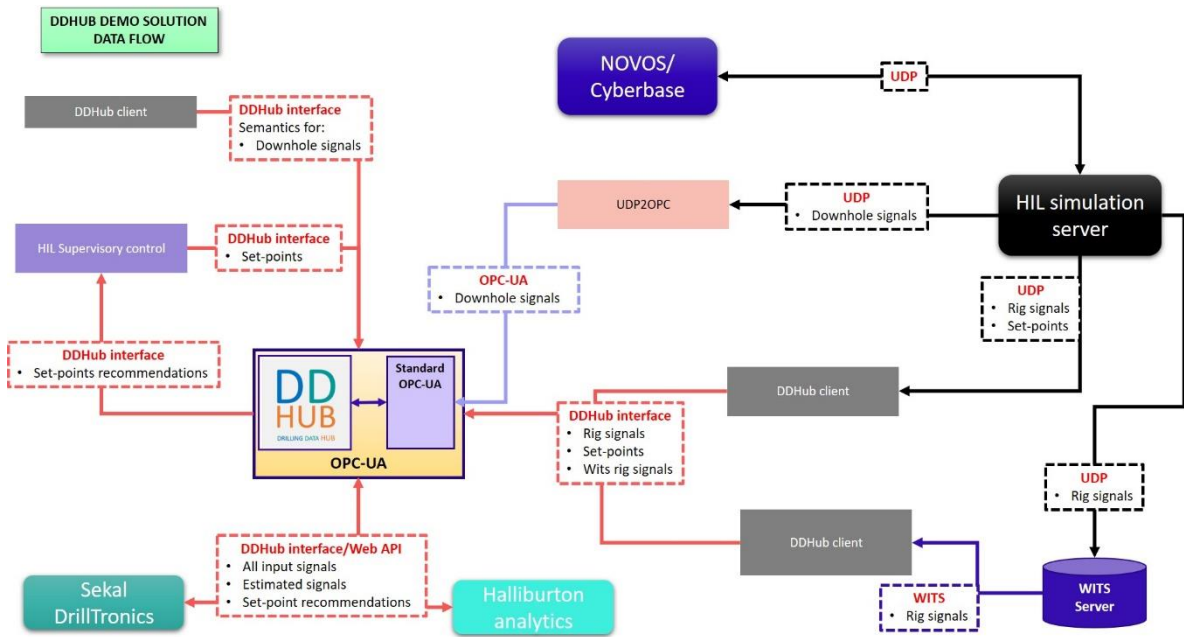 DDHUB DEMO SOLUTION
DATA FLOW
NOVOS/
Cyberbase
UDP
DDHub client
DDHub interface
Semantics for:
• Downhole signals
UDP2OPC
UDP
• Downhole signals
HIL simulation
server
HIL Supervisory control
DDHub interface
• Set-points
OPC-UA
• Downhole signals
UDP
• Rig signals
• Set-points
DDHub interface
• Set-points recommendations
DD
HUB
DRILLING DATA HUB
Standard
OPC-UA
OPC-UA
DDHub client
DDHub interface
• Rig signals
• Set-points
• Wits rig signals
UDP
• Rig signals
DDHub client
DDHub interface/Web API
• All input signals
• Estimated signals
• Set-point recommendations
Sekal
DrillTronics
Halliburton
analytics
WITS
• Rig signals
WITS
Server